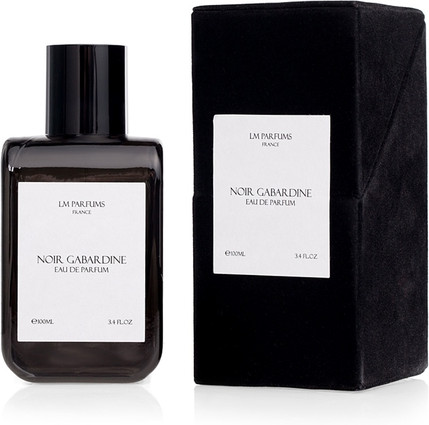 LM PARFUMS
FRANCE
NOIR GABARDINE
EAU DE PARFUM
℮100ML 3.4 FL.OZ
LM PARFUMS
FRANCE
NOIR GABARDINE
EAU DE PARFUM
℮100ML 3.4 FL.OZ